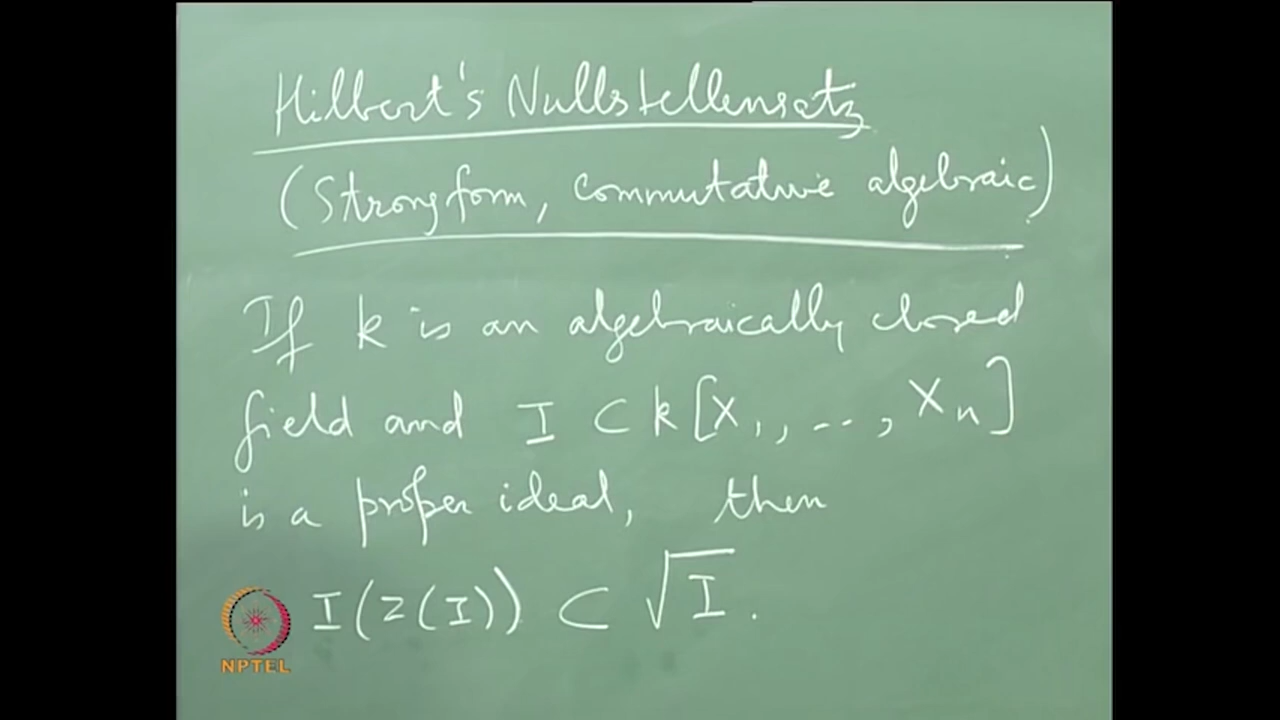 Hilbert's Nullstellensatz
(Strong form, commutative algebraic)
If k is an algebraically closed
field and I ⊂ k[X₁, ..., Xₙ]
is a proper ideal, then
I(Z(I)) ⊂ √I.
NPTEL